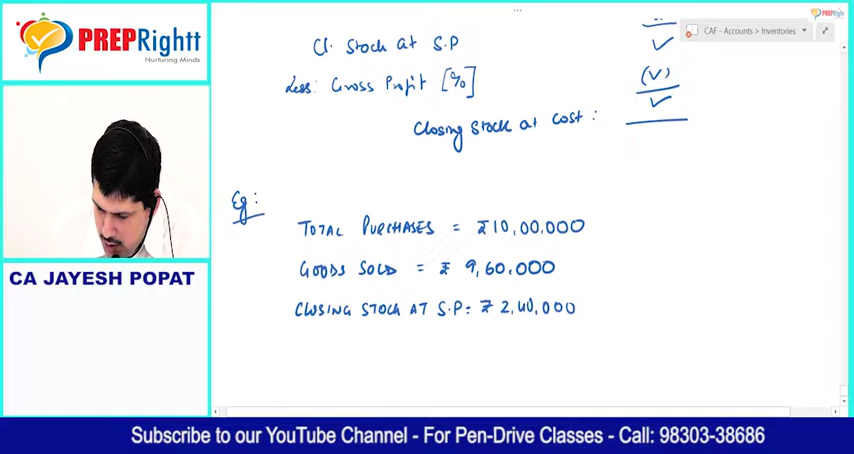 PREPRightt
Nurturing Minds
CA JAYESH POPAT
PREPRightt
CAF - Accounts > Inventories
Cl. Stock at S.P
Less: Gross Profit [%]
(✓)
Closing Stock at Cost:
Eg:
TOTAL PURCHASES = ₹10,00,000
GOODS SOLD = ₹ 9,60,000
CLOSING STOCK AT S.P = ₹ 2,40,000
Subscribe to our YouTube Channel - For Pen-Drive Classes - Call: 98303-38686